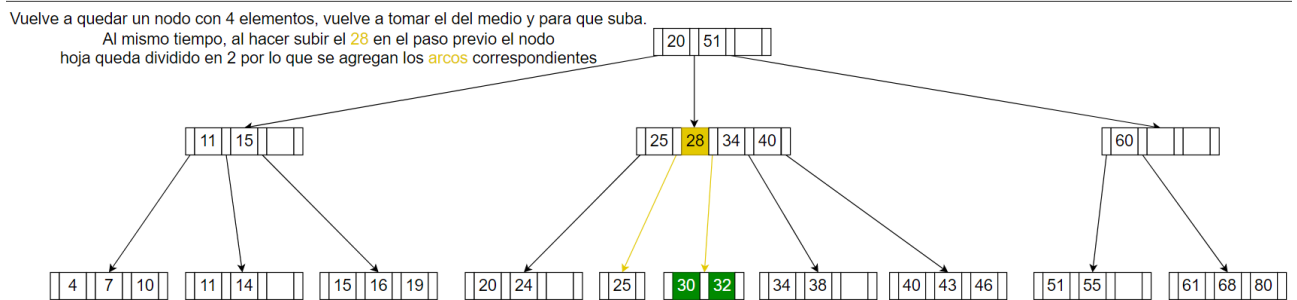 Vuelve a quedar un nodo con 4 elementos, vuelve a tomar el del medio y para que suba.
Al mismo tiempo, al hacer subir el 28 en el paso previo el nodo
hoja queda dividido en 2 por lo que se agregan los arcos correspondientes
20 51
11 15
25 28 34 40
60
4 7 10
11 14
15 16 19
20 24
25
30 32
34 38
40 43 46
51 55
61 68 80